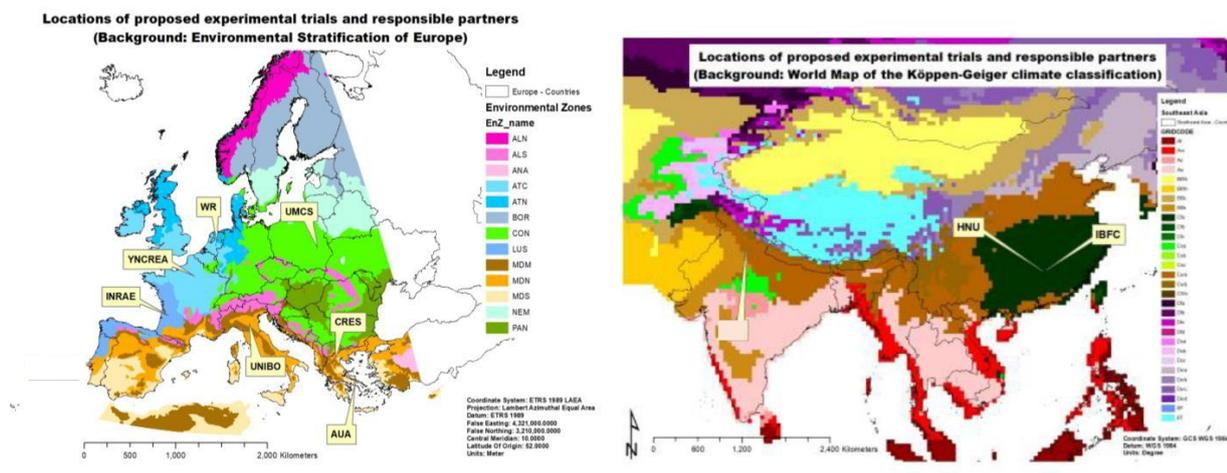 Locations of proposed experimental trials and responsible partners
(Background: Environmental Stratification of Europe)
Legend
Europe - Countries
Environmental Zones
EnZ_name
ALN
ALS
ANA
ATC
ATN
BOR
CON
LUS
MDM
MDN
MDS
NEM
PAN
WR
UMCS
YNCREA
INRAE
CRES
UNIBO
AUA
Coordinate System: ETRS 1989 LAEA
Projection: Lambert Azimuthal Equal Area
Datum: ETRS 1989
False Easting: 4,321,000.0000
False Northing: 3,210,000.0000
Central Meridian: 10.0000
Latitude Of Origin: 52.0000
Units: Meter
0 500 1,000 2,000 Kilometers
Locations of proposed experimental trials and responsible partners
(Background: World Map of the Köppen-Geiger climate classification)
Legend
Southeast Asia
GRIDCODE
HNU
IBFC
N
0 600 1,200 2,400 Kilometers
Coordinate System: GCS WGS
Datum: WGS 1984
Units: Degree